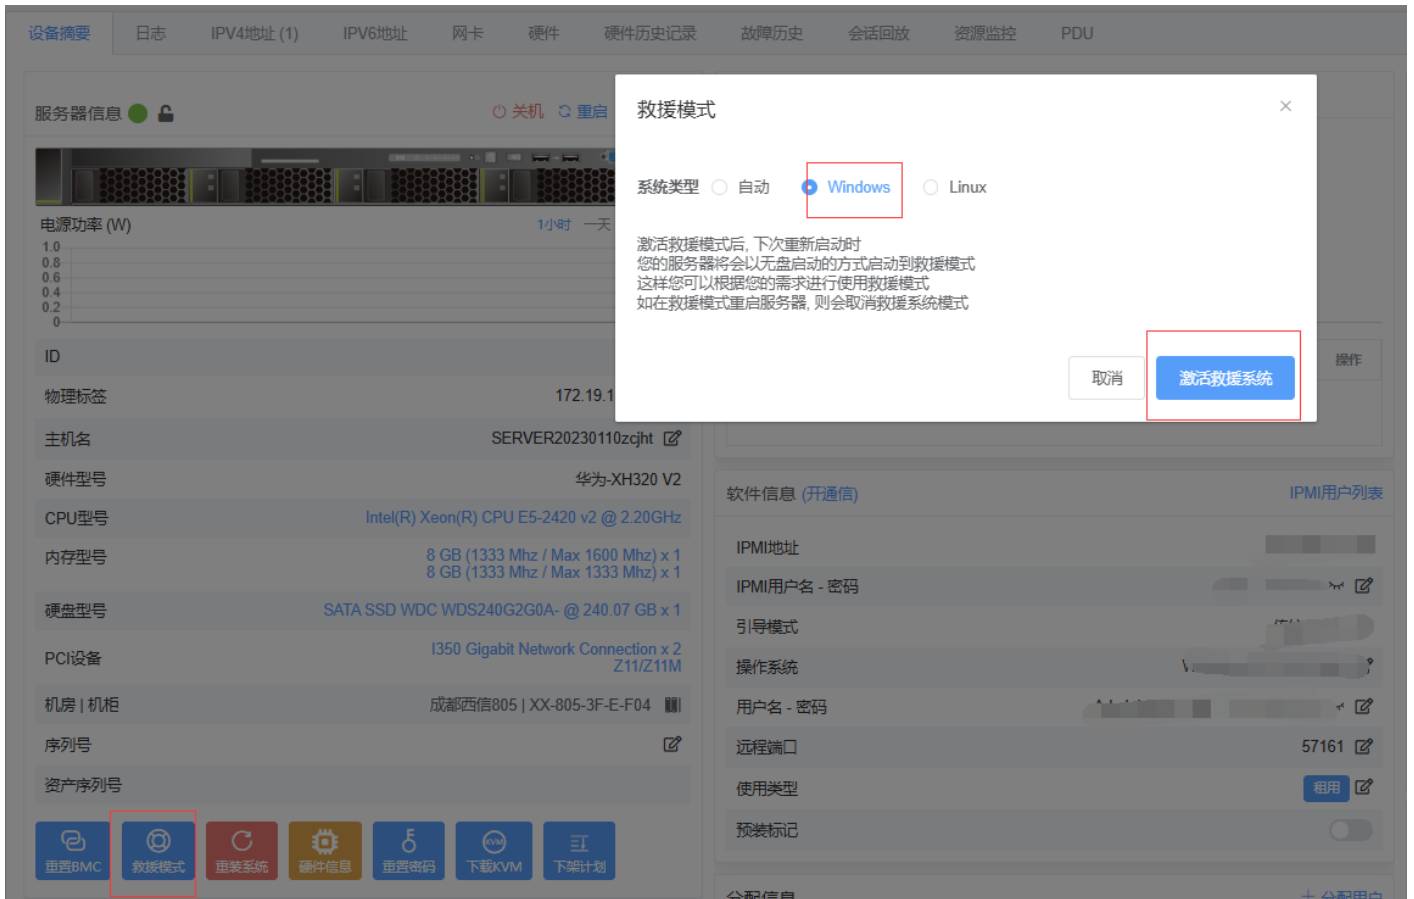 设备摘要 日志 IPV4地址 (1) IPV6地址 网卡 硬件 硬件历史记录 故障历史 会话回放 资源监控 PDU
服务器信息 关机 重启
电源功率 (W) 1小时 一天
1.0
0.8
0.6
0.4
0.2
0
ID
物理标签 172.19.1
主机名 SERVER20230110zcjht
硬件型号 华为-XH320 V2
CPU型号 Intel(R) Xeon(R) CPU E5-2420 v2 @ 2.20GHz
内存型号 8 GB (1333 Mhz / Max 1600 Mhz) x 1
8 GB (1333 Mhz / Max 1333 Mhz) x 1
硬盘型号 SATA SSD WDC WDS240G2G0A- @ 240.07 GB x 1
PCI设备 I350 Gigabit Network Connection x 2
Z11/Z11M
机房 | 机柜 成都西信805 | XX-805-3F-E-F04
序列号
资产序列号
重置BMC 救援模式 重装系统 硬件信息 重置密码 KVM 下载KVM 下架计划
救援模式
系统类型 自动 Windows Linux
激活救援模式后, 下次重新启动时
您的服务器将会以无盘启动的方式启动到救援模式
这样您可以根据您的需求进行使用救援模式
如在救援模式重启服务器, 则会取消救援系统模式
取消 激活救援系统
操作
软件信息 (开通信) IPMI用户列表
IPMI地址
IPMI用户名 - 密码
引导模式
操作系统
用户名 - 密码
远程端口 57161
使用类型 租用
预装标记
分配信息 分配用户